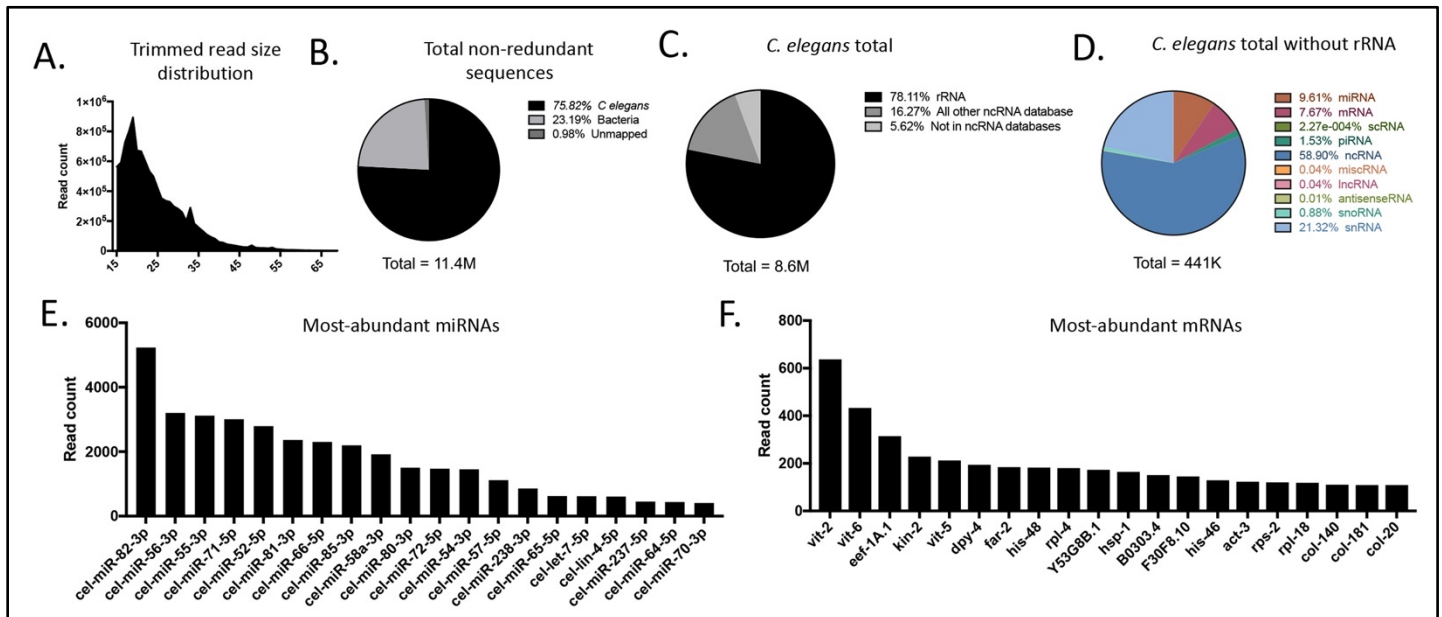 A.
Trimmed read size
distribution
1×10⁶
8×10⁵
6×10⁵
4×10⁵
2×10⁵
0
Read count
15 25 35 45 55 65
B.
Total non-redundant
sequences
75.82% C elegans
23.19% Bacteria
0.98% Unmapped
Total = 11.4M
C.
C. elegans total
78.11% rRNA
16.27% All other ncRNA database
5.62% Not in ncRNA databases
Total = 8.6M
D.
C. elegans total without rRNA
9.61% miRNA
7.67% mRNA
2.27e-004% scRNA
1.53% piRNA
58.90% ncRNA
0.04% miscRNA
0.04% lncRNA
0.01% antisenseRNA
0.88% snoRNA
21.32% snRNA
Total = 441K
E.
Most-abundant miRNAs
6000
4000
2000
0
Read count
cel-miR-82-3p
cel-miR-56-3p
cel-miR-55-3p
cel-miR-71-5p
cel-miR-52-5p
cel-miR-81-3p
cel-miR-66-5p
cel-miR-85-3p
cel-miR-58a-3p
cel-miR-80-3p
cel-miR-72-5p
cel-miR-54-3p
cel-miR-57-5p
cel-miR-238-3p
cel-miR-65-5p
cel-let-7-5p
cel-lin-4-5p
cel-miR-237-5p
cel-miR-64-5p
cel-miR-70-3p
F.
Most-abundant mRNAs
800
600
400
200
0
Read count
vit-2
vit-6
eef-1A.1
kin-2
vit-5
dpy-4
far-2
his-48
rpl-4
Y53G8B.1
hsp-1
B0303.4
F30F8.10
his-46
act-3
rps-2
rpl-18
col-140
col-181
col-20